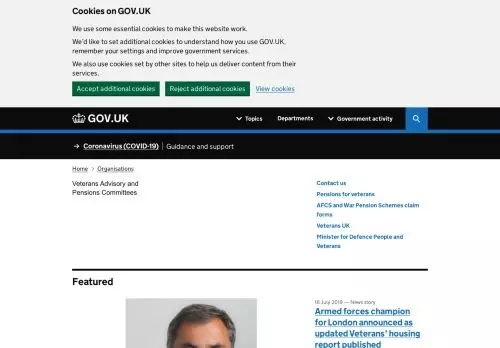 Cookies on GOV.UK
We use some essential cookies to make this website work.
We'd like to set additional cookies to understand how you use GOV.UK,
remember your settings and improve government services.
We also use cookies set by other sites to help us deliver content from their
services.
Accept additional cookies
Reject additional cookies
View cookies
GOV.UK
Topics
Departments
Government activity
→ Coronavirus (COVID-19) | Guidance and support
Home > Organisations
Veterans Advisory and
Pensions Committees
Contact us
Pensions for veterans
AFCS and War Pension Schemes claim
forms
Veterans UK
Minister for Defence People and
Veterans
Featured
16 July 2019 — News story
Armed forces champion
for London announced as
updated Veterans' housing
report published